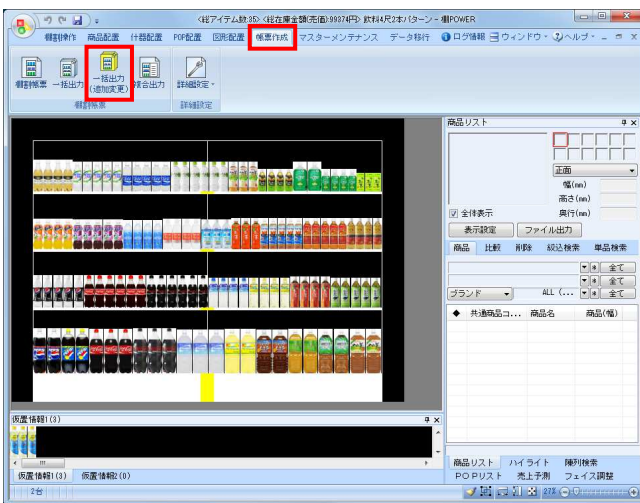 <総アイテム数:35> <総在庫金額(売価):99374円> 飲料4尺2本パターン - 棚POWER
棚割操作 商品配置 什器配置 POP配置 図形配置 帳票作成 マスターメンテナンス データ移行 ログ情報 ウィンドウ ヘルプ
棚割帳票 一括出力 一括出力(追加変更) 複合出力 詳細設定
棚割帳票 詳細設定
商品リスト
正面
幅(mm)
高さ(mm)
全体表示 奥行(mm)
表示設定 ファイル出力
商品 比較 削除 絞込検索 単品検索
* 全て
* 全て
ブランド ALL (... * 全て
◆ 共通商品コ... 商品名 商品(幅)
仮置情報1(3)
仮置情報1(3) 仮置情報2(0)
商品リスト ハイライト 陳列検索
POPリスト 売上予測 フェイス調整
2台 27%